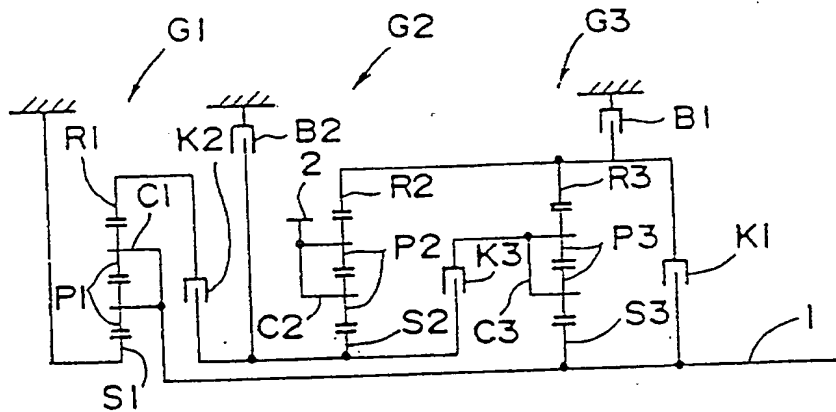 G1 G2 G3
R1 K2 B2 B1
2 R2 R3
C1
P2 K3 P3 K1
P1
C2 S2 C3 S3 1
S1